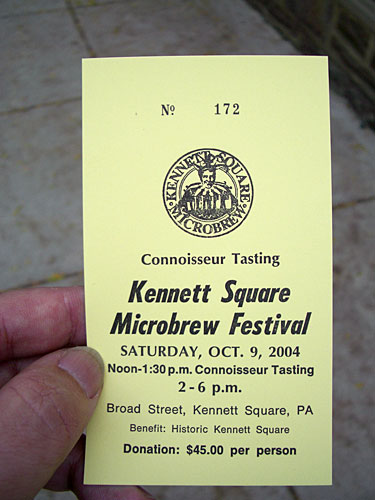 No 172
KENNETT SQUARE
MICROBREW
Connoisseur Tasting
Kennett Square
Microbrew Festival
SATURDAY, OCT. 9, 2004
Noon-1:30 p.m. Connoisseur Tasting
2-6 p.m.
Broad Street, Kennett Square, PA
Benefit: Historic Kennett Square
Donation: $45.00 per person